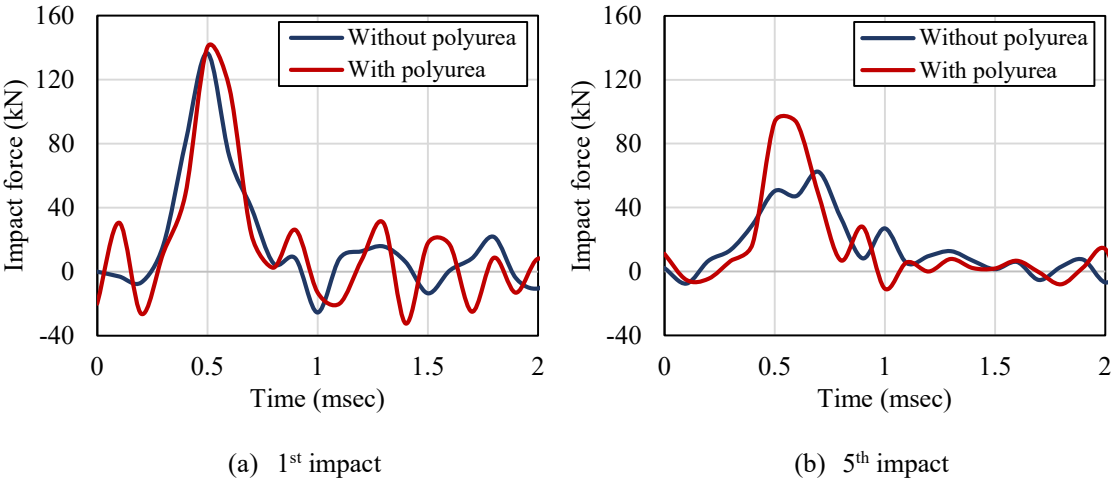 160
120
80
40
0
-40
Impact force (kN)
Without polyurea
With polyurea
0
0.5
1
1.5
2
Time (msec)
(a) 1st impact
160
120
80
40
0
-40
Impact force (kN)
Without polyurea
With polyurea
0
0.5
1
1.5
2
Time (msec)
(b) 5th impact